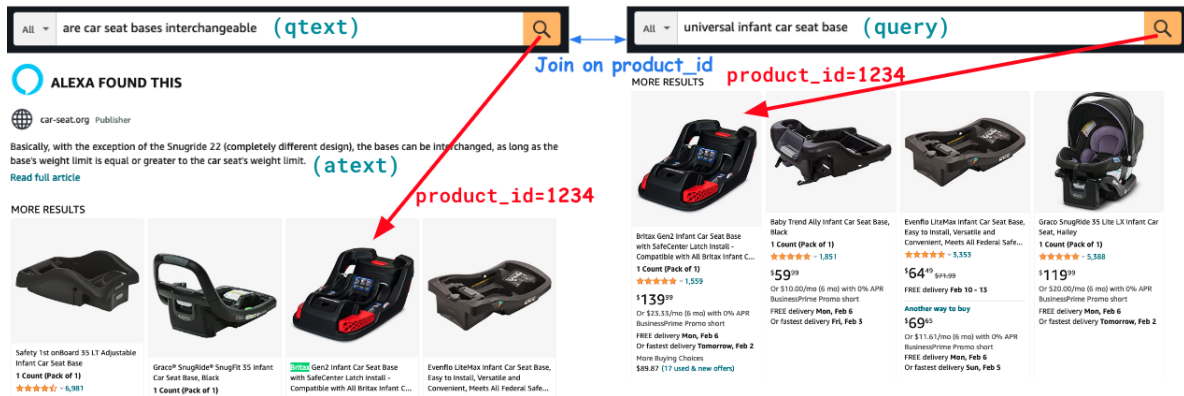 All are car seat bases interchangeable (qtext)
ALEXA FOUND THIS
car-seat.org Publisher
Basically, with the exception of the Snugride 22 (completely different design), the bases can be interchanged, as long as the
base's weight limit is equal or greater to the car seat's weight limit. (atext)
Read full article
product_id=1234
MORE RESULTS
Safety 1st onBoard 35 LT Adjustable
Infant Car Seat Base
1 Count (Pack of 1)
6,981
Graco® SnugRide® SnugFit 35 Infant
Car Seat Base, Black
1 Count (Pack of 1)
Britax Gen2 Infant Car Seat Base
with SafeCenter Latch Install -
Compatible with All Britax Infant C...
Evenflo LiteMax Infant Car Seat Base,
Easy to Install, Versatile and
Convenient, Meets All Federal Safe...
Join on product_id
All universal infant car seat base (query)
MORE RESULTS
product_id=1234
Britax Gen2 Infant Car Seat Base
with SafeCenter Latch Install -
Compatible with All Britax Infant C...
1 Count (Pack of 1)
1,559
$13999
Or $23.33/mo (6 mo) with 0% APR
BusinessPrime Promo short
FREE delivery Mon, Feb 6
Or fastest delivery Tomorrow, Feb 2
More Buying Choices
$89.87 (17 used & new offers)
Baby Trend Ally Infant Car Seat Base,
Black
1 Count (Pack of 1)
1,851
$5999
Or $10.00/mo (6 mo) with 0% APR
BusinessPrime Promo short
FREE delivery Mon, Feb 6
Or fastest delivery Fri, Feb 3
Evenflo LiteMax Infant Car Seat Base,
Easy to Install, Versatile and
Convenient, Meets All Federal Safe...
3,353
$6449 $71.99
FREE delivery Feb 10 - 13
Another way to buy
$6965
Or $11.61/mo (6 mo) with 0% APR
BusinessPrime Promo short
FREE delivery Mon, Feb 6
Or fastest delivery Sun, Feb 5
Graco SnugRide 35 Lite LX Infant Car
Seat, Hailey
1 Count (Pack of 1)
5,388
$11999
Or $20.00/mo (6 mo) with 0% APR
BusinessPrime Promo short
FREE delivery Mon, Feb 6
Or fastest delivery Tomorrow, Feb 2